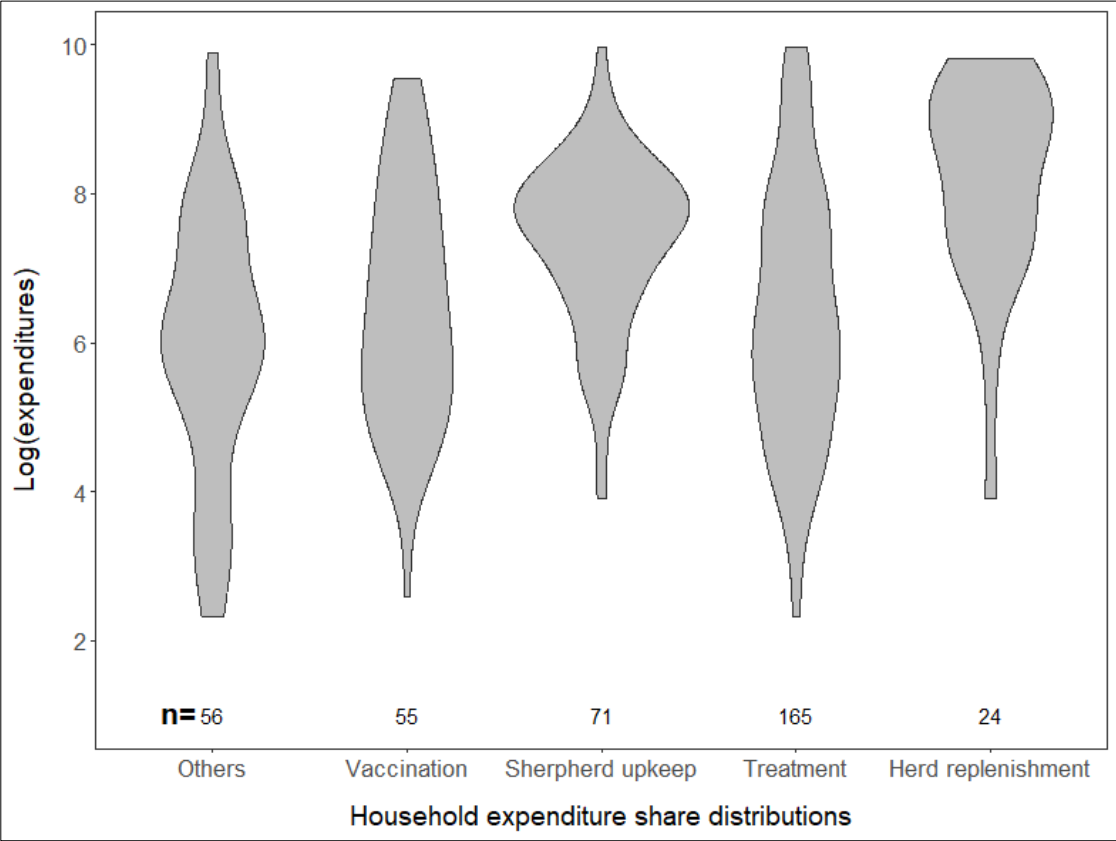 Log(expenditures)
10
8
6
4
2
n= 56 55 71 165 24
Others Vaccination Sherpherd upkeep Treatment Herd replenishment
Household expenditure share distributions